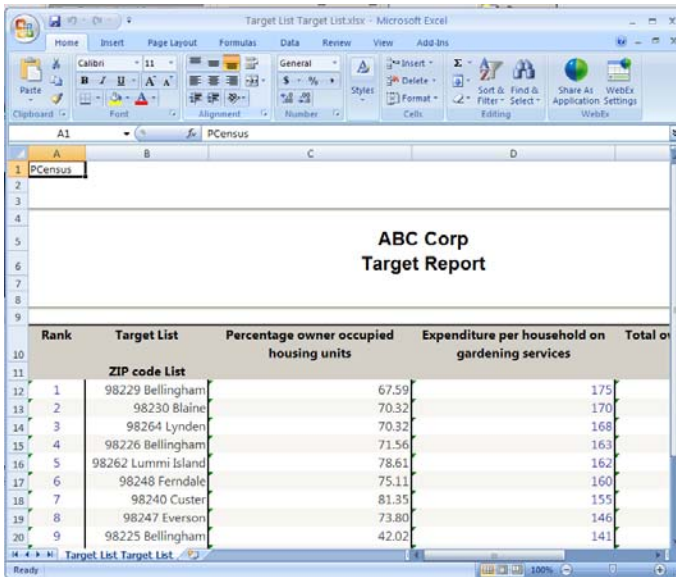 Target List Target List.xlsx - Microsoft Excel
Home Insert Page Layout Formulas Data Review View Add-Ins
Paste
Clipboard
Calibri 11
B I U A A
Font
Alignment
General
$ % ,
Number
Styles
Insert
Delete
Format
Cells
Σ
Sort & Filter
Find & Select
Editing
Share As Application
WebEx Settings
WebEx
A1 fx PCensus
A B C D
1 PCensus
2
3
4
5 ABC Corp
6 Target Report
7
8
9
10 Rank Target List Percentage owner occupied housing units Expenditure per household on gardening services
11 ZIP code List
12 1 98229 Bellingham 67.59 175
13 2 98230 Blaine 70.32 170
14 3 98264 Lynden 70.32 168
15 4 98226 Bellingham 71.56 163
16 5 98262 Lummi Island 78.61 162
17 6 98248 Ferndale 75.11 160
18 7 98240 Custer 81.35 155
19 8 98247 Everson 73.80 146
20 9 98225 Bellingham 42.02 141
Target List Target List
Ready 100%